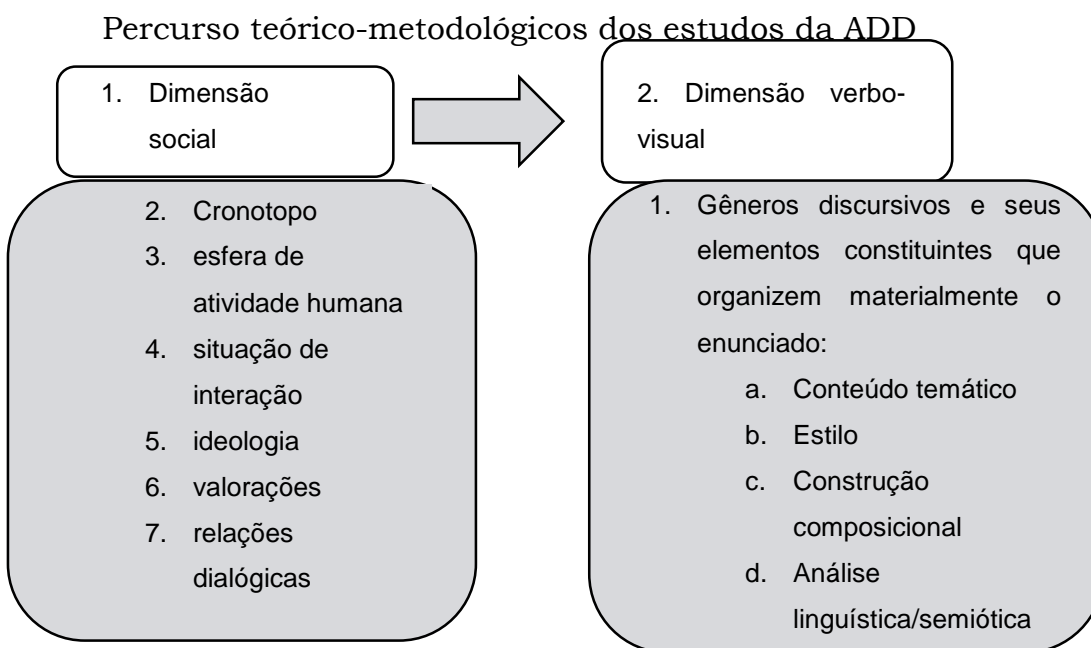 Percurso teórico-metodológicos dos estudos da ADD
1. Dimensão
social
2. Cronotopo
3. esfera de
atividade humana
4. situação de
interação
5. ideologia
6. valorações
7. relações
dialógicas
2. Dimensão verbo-
visual
1. Gêneros discursivos e seus
elementos constituintes que
organizem materialmente o
enunciado:
a. Conteúdo temático
b. Estilo
c. Construção
composicional
d. Análise
linguística/semiótica